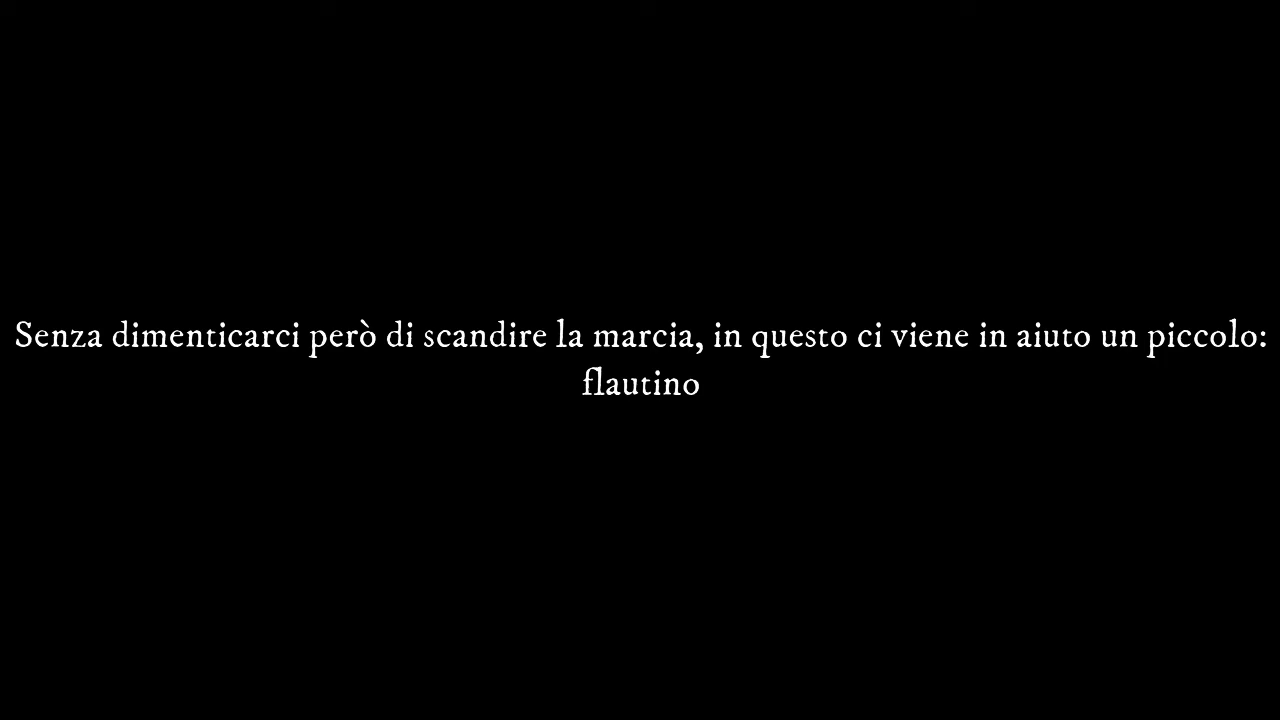 Senza dimenticarci però di scandire la marcia, in questo ci viene in aiuto un piccolo:
flautino